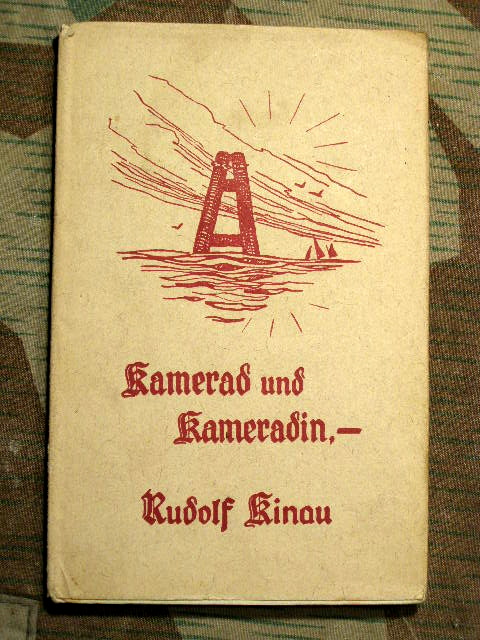 Kamerad und
Kameradin,—
Rudolf Kinau